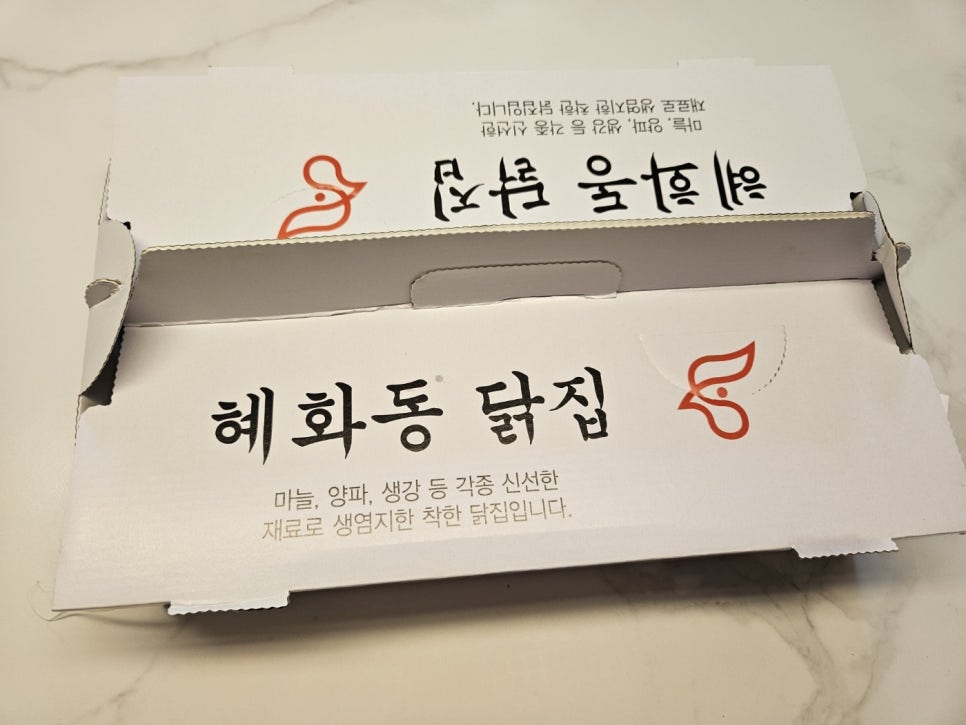 마늘, 양파, 생강 등 각종 신선한
재료로 생염지한 착한 닭집입니다.
혜화동 닭집
혜화동 닭집
마늘, 양파, 생강 등 각종 신선한
재료로 생염지한 착한 닭집입니다.